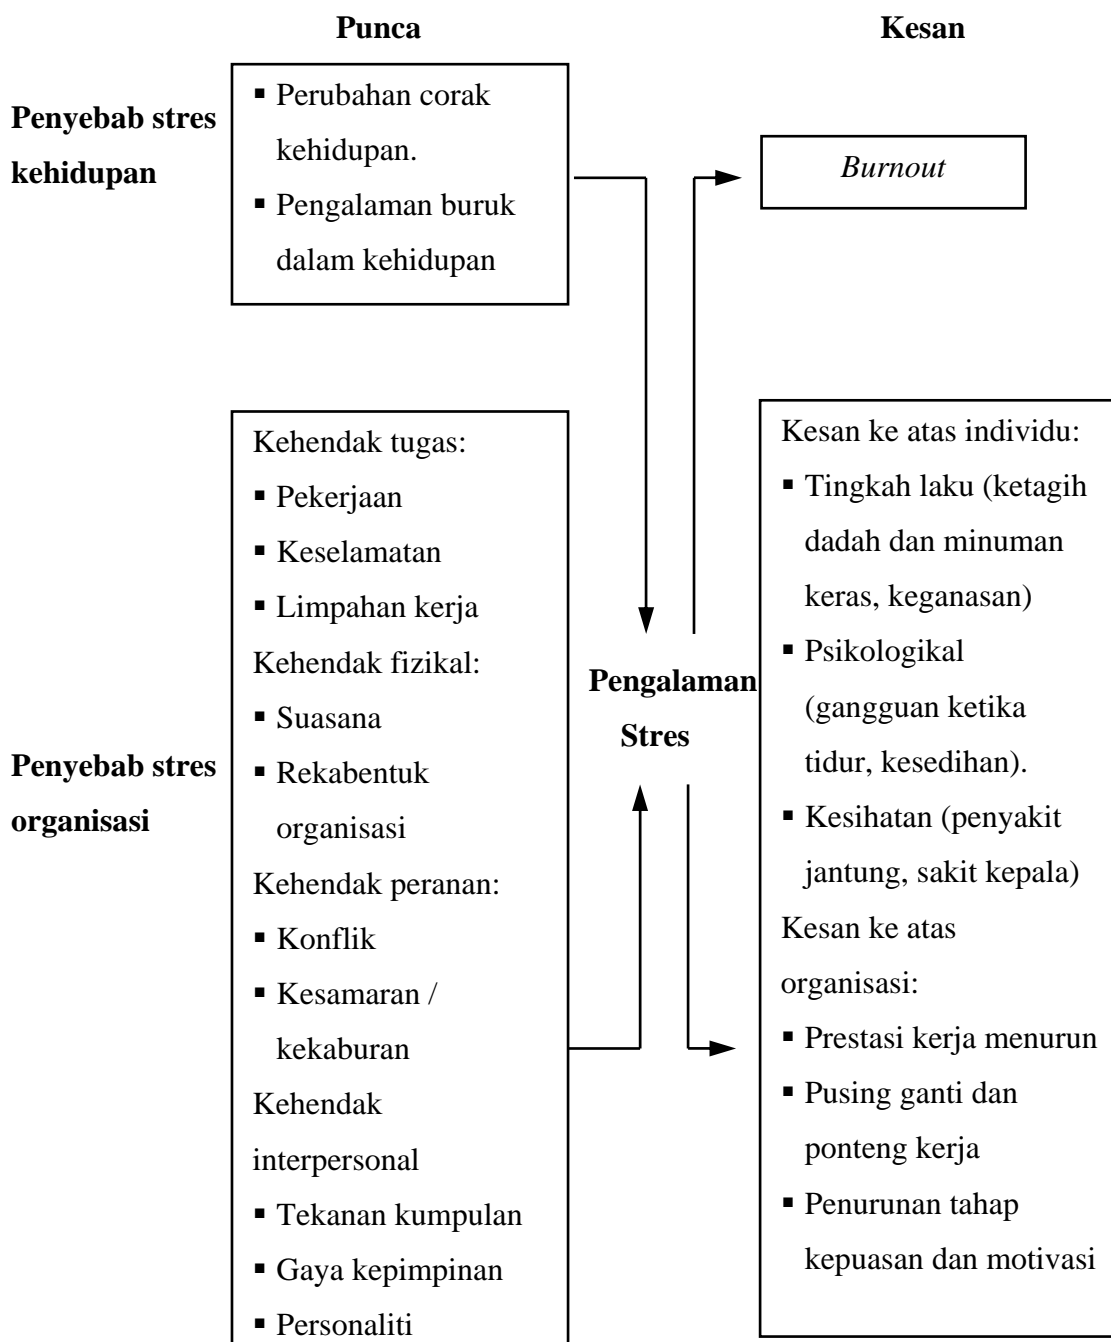 Punca
Kesan
Penyebab stres
kehidupan
▪ Perubahan corak
kehidupan.
▪ Pengalaman buruk
dalam kehidupan
Burnout
Penyebab stres
organisasi
Kehendak tugas:
▪ Pekerjaan
▪ Keselamatan
▪ Limpahan kerja
Kehendak fizikal:
▪ Suasana
▪ Rekabentuk
organisasi
Kehendak peranan:
▪ Konflik
▪ Kesamaran /
kekaburan
Kehendak
interpersonal
▪ Tekanan kumpulan
▪ Gaya kepimpinan
▪ Personaliti
Pengalaman
Stres
Kesan ke atas individu:
▪ Tingkah laku (ketagih
dadah dan minuman
keras, keganasan)
▪ Psikologikal
(gangguan ketika
tidur, kesedihan).
▪ Kesihatan (penyakit
jantung, sakit kepala)
Kesan ke atas
organisasi:
▪ Prestasi kerja menurun
▪ Pusing ganti dan
ponteng kerja
▪ Penurunan tahap
kepuasan dan motivasi